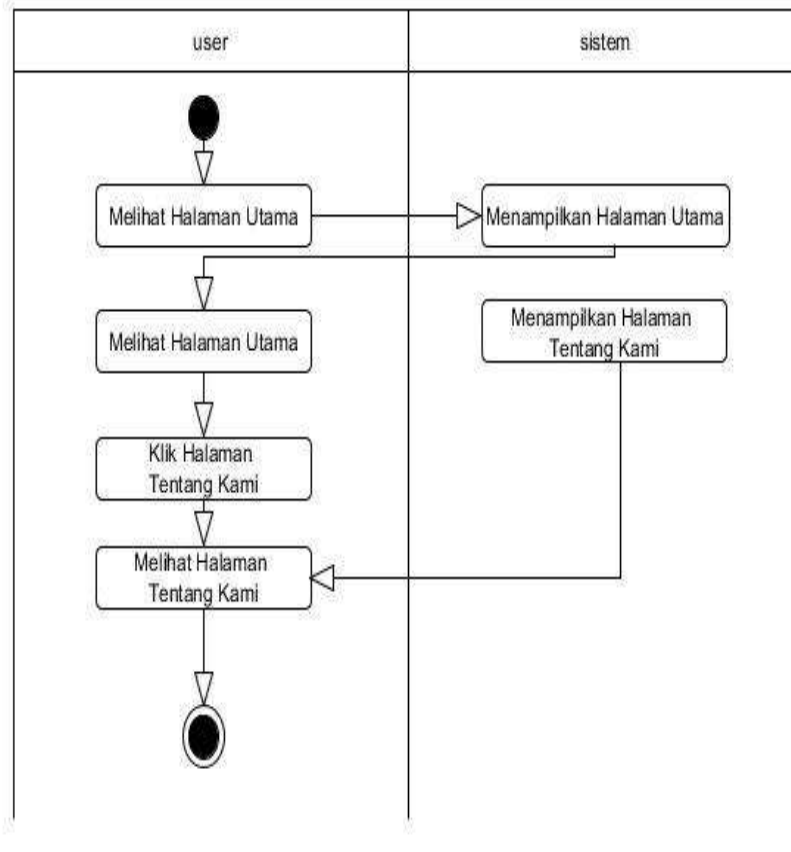 user
sistem
Melihat Halaman Utama
Menampilkan Halaman Utama
Melihat Halaman Utama
Menampilkan Halaman
Tentang Kami
Klik Halaman
Tentang Kami
Melihat Halaman
Tentang Kami